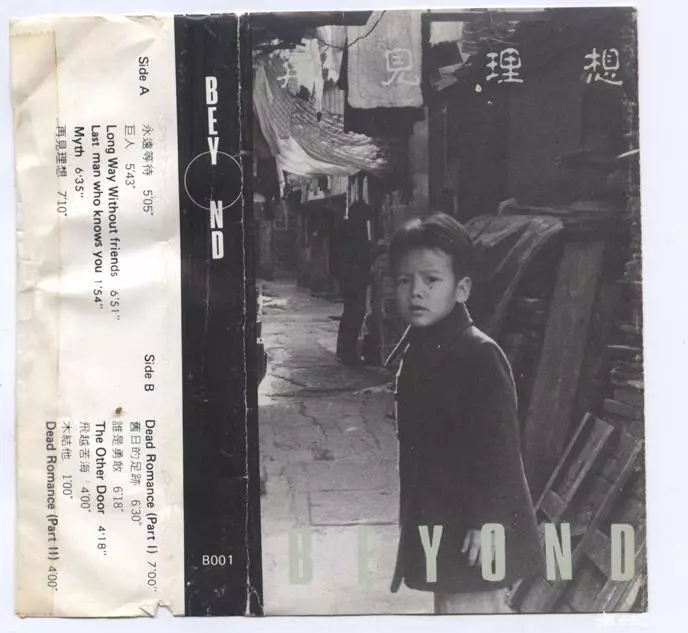 Side A
永遠等待 5'05"
巨人 5'43"
Long Way Without friends 6'51"
Last man who knows you 1'54"
Myth 6'35"
再見理想 7'10"
Side B
Dead Romance (Part I) 7'00"
舊日的足跡 6'30"
誰是勇敢 6'18"
The Other Door 4'18"
飛越苦海 4'00"
木結他 1'00"
Dead Romance (Part II) 4'00"
BEYOND
B001
再見理想
BEYOND